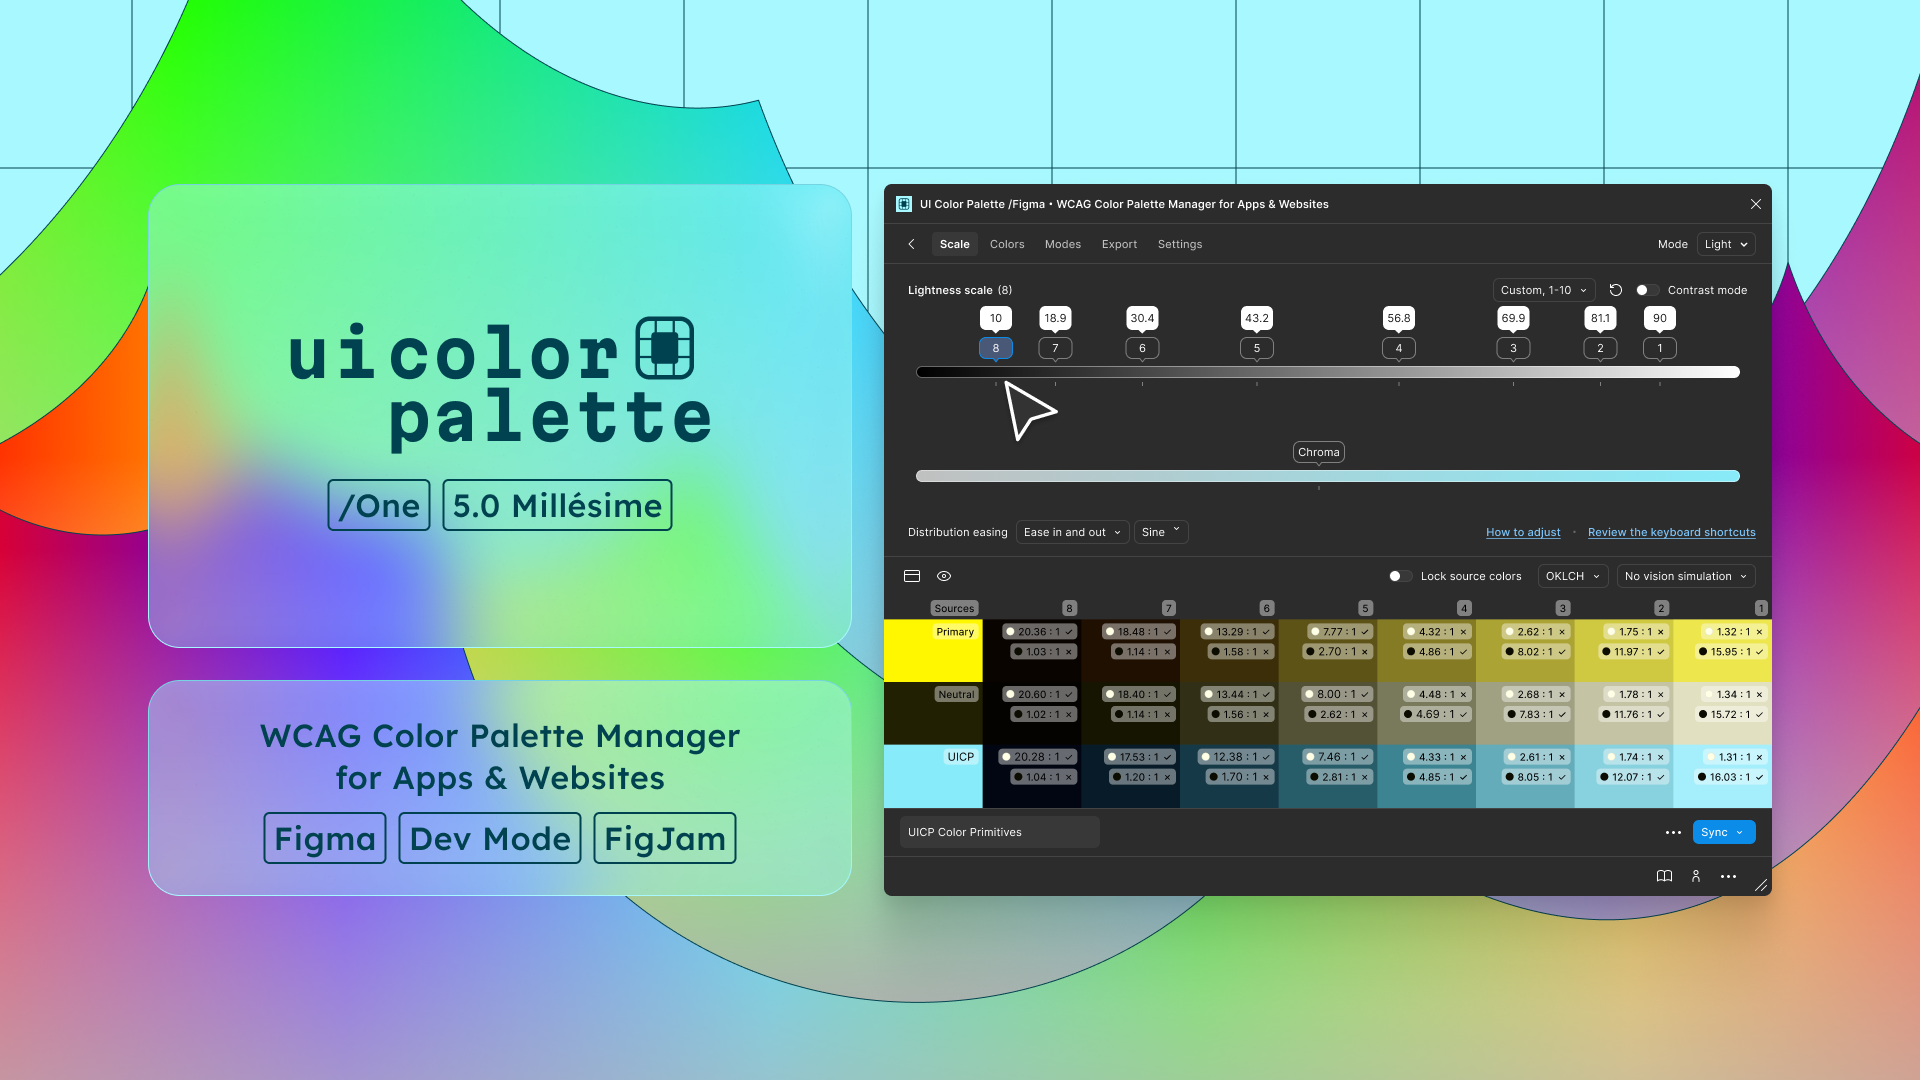 uicolor
palette
/One 5.0 Millésime
WCAG Color Palette Manager
for Apps & Websites
Figma Dev Mode FigJam
UI Color Palette /Figma • WCAG Color Palette Manager for Apps & Websites
Scale Colors Modes Export Settings Mode Light
Lightness scale (8) Custom, 1-10 Contrast mode
10 18.9 30.4 43.2 56.8 69.9 81.1 90
8 7 6 5 4 3 2 1
Chroma
Distribution easing Ease in and out Sine How to adjust • Review the keyboard shortcuts
Lock source colors OKLCH No vision simulation
Sources 8 7 6 5 4 3 2 1
Primary 20.36 : 1 ✓ 18.48 : 1 ✓ 13.29 : 1 ✓ 7.77 : 1 ✓ 4.32 : 1 × 2.62 : 1 × 1.75 : 1 × 1.32 : 1 ×
1.03 : 1 × 1.14 : 1 × 1.58 : 1 × 2.70 : 1 × 4.86 : 1 ✓ 8.02 : 1 ✓ 11.97 : 1 ✓ 15.95 : 1 ✓
Neutral 20.60 : 1 ✓ 18.40 : 1 ✓ 13.44 : 1 ✓ 8.00 : 1 ✓ 4.48 : 1 × 2.68 : 1 × 1.78 : 1 × 1.34 : 1 ×
1.02 : 1 × 1.14 : 1 × 1.56 : 1 × 2.62 : 1 × 4.69 : 1 ✓ 7.83 : 1 ✓ 11.76 : 1 ✓ 15.72 : 1 ✓
UICP 20.28 : 1 ✓ 17.53 : 1 ✓ 12.38 : 1 ✓ 7.46 : 1 ✓ 4.33 : 1 × 2.61 : 1 × 1.74 : 1 × 1.31 : 1 ×
1.04 : 1 × 1.20 : 1 × 1.70 : 1 × 2.81 : 1 × 4.85 : 1 ✓ 8.05 : 1 ✓ 12.07 : 1 ✓ 16.03 : 1 ✓
UICP Color Primitives Sync